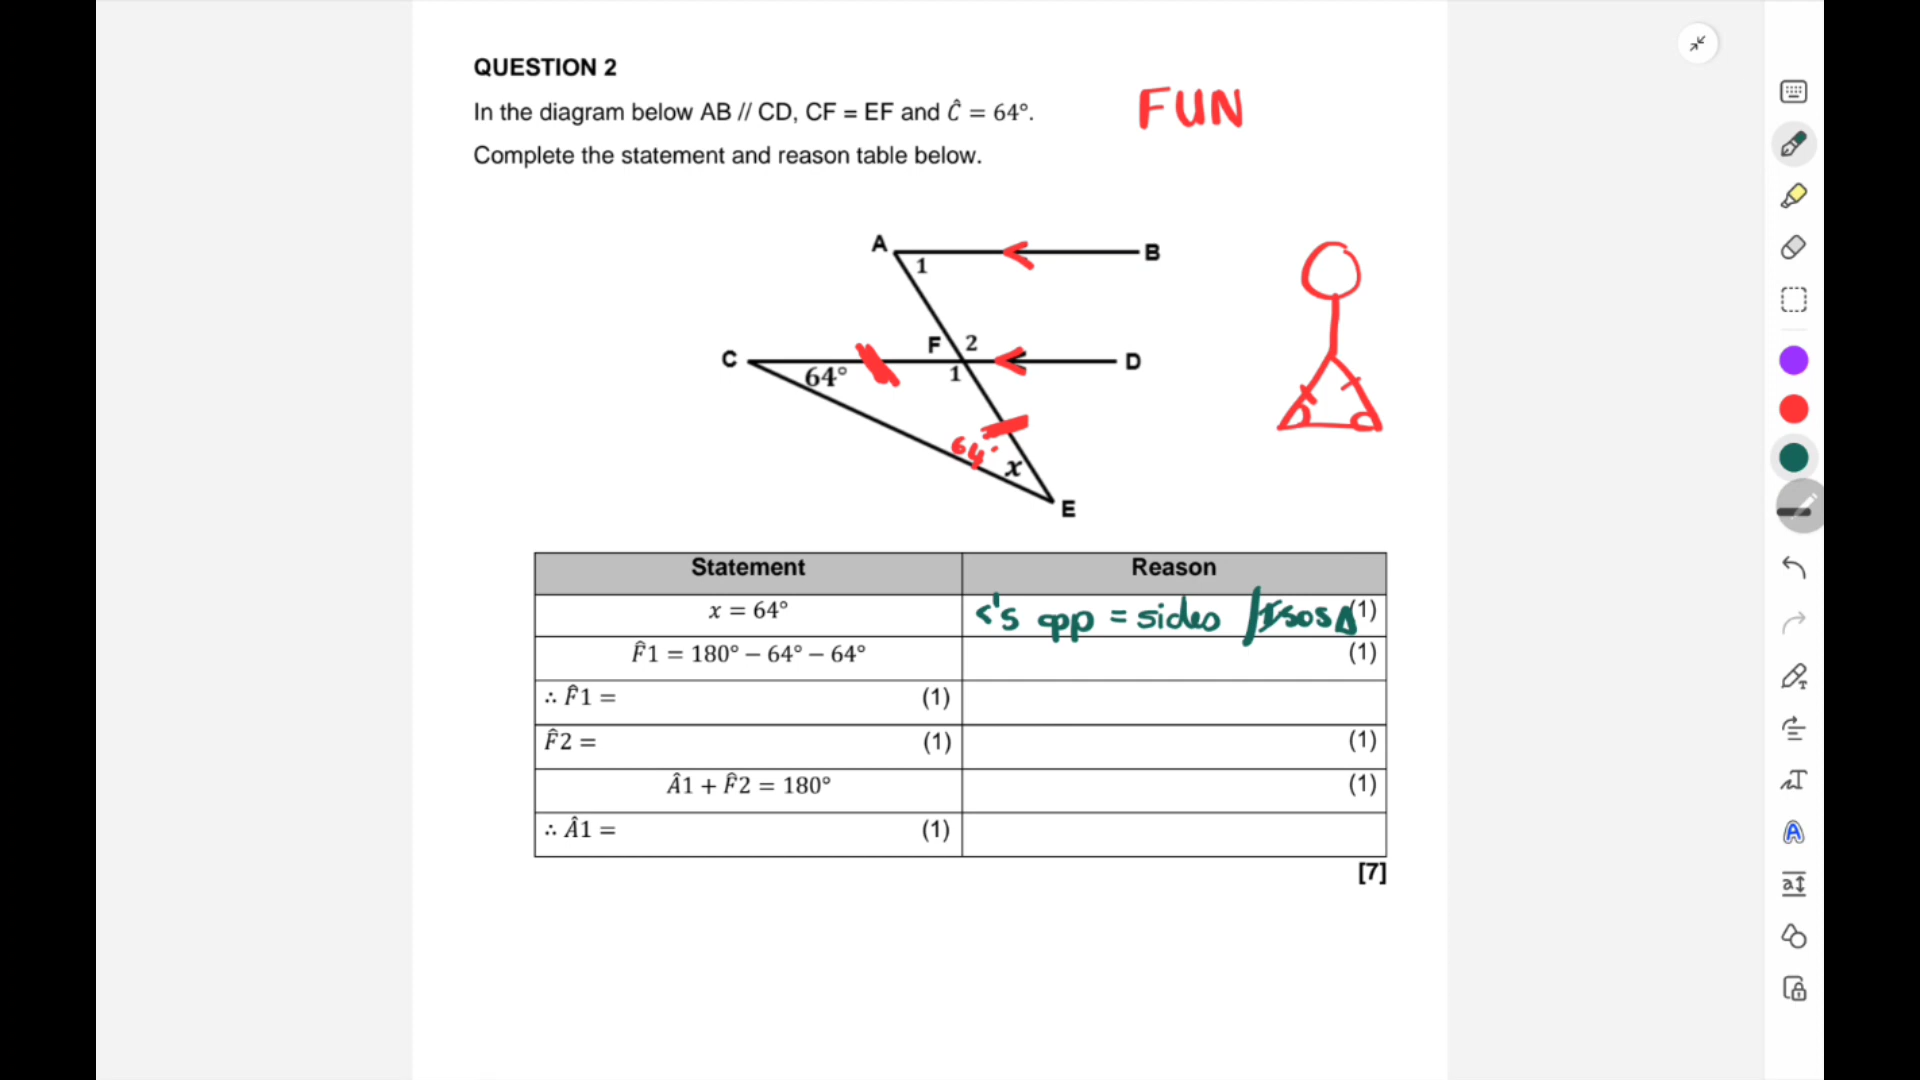 QUESTION 2
In the diagram below AB // CD, CF = EF and Ĉ = 64°.
FUN
Complete the statement and reason table below.
A
B
1
F 2
C
D
64°
1
64°
x
E
Statement Reason
x = 64° <'s opp = sides /Isos Δ (1)
F̂1 = 180° – 64° – 64° (1)
∴ F̂1 = (1)
F̂2 = (1) (1)
Â1 + F̂2 = 180° (1)
∴ Â1 = (1)
[7]